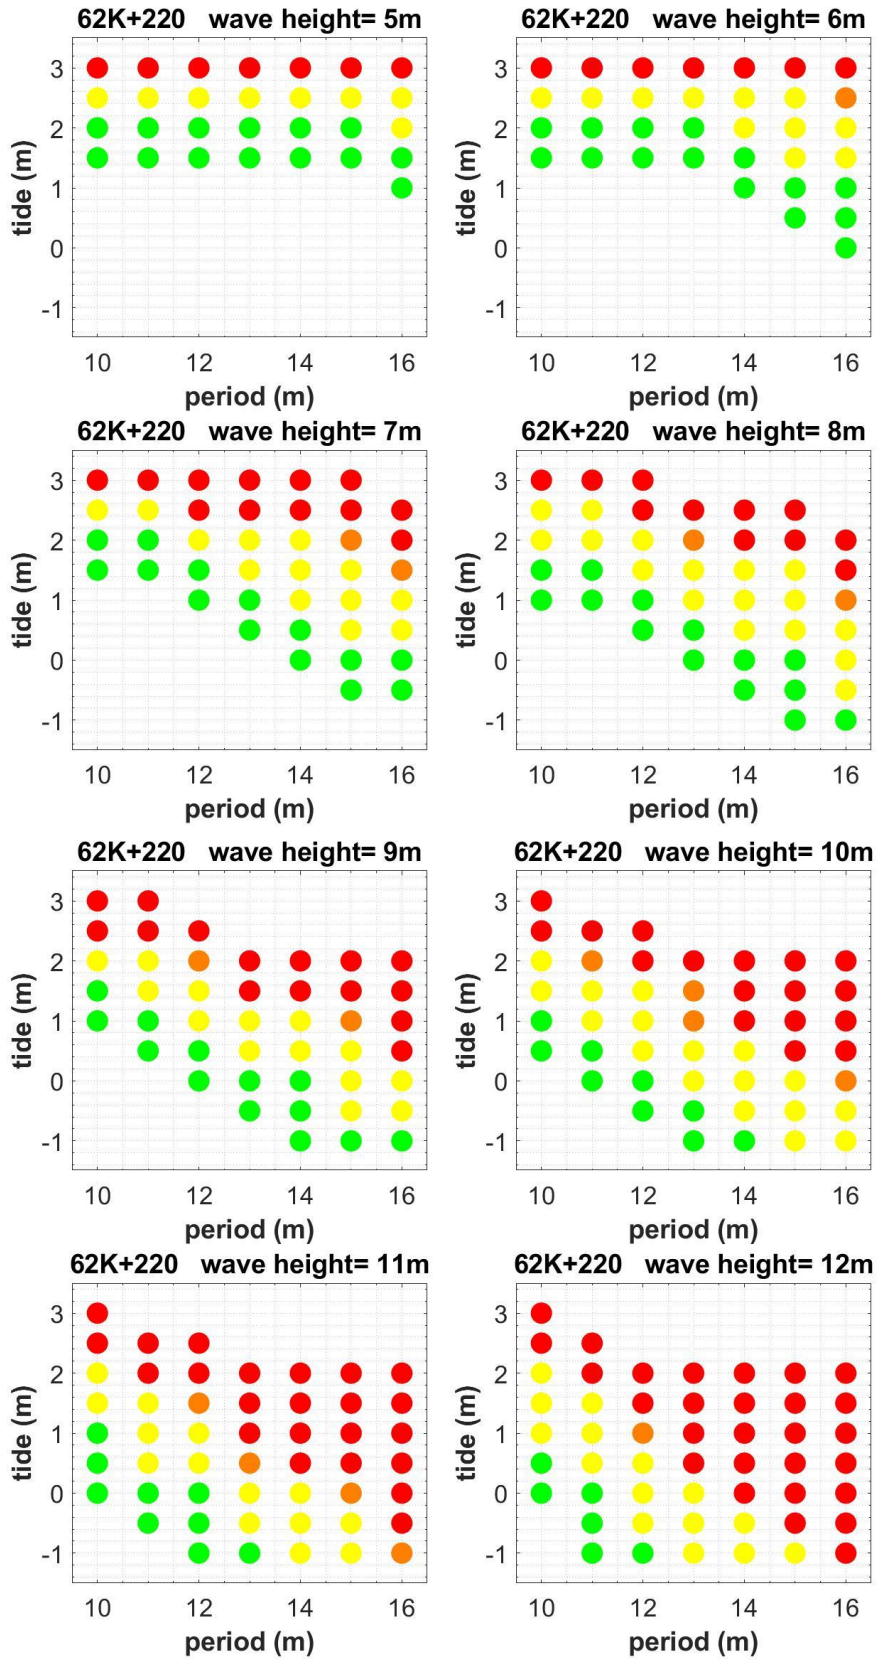 62K+220 wave height= 5m
3
2
1
0
-1
tide (m)
10 12 14 16
period (m)
62K+220 wave height= 6m
3
2
1
0
-1
tide (m)
10 12 14 16
period (m)
62K+220 wave height= 7m
3
2
1
0
-1
tide (m)
10 12 14 16
period (m)
62K+220 wave height= 8m
3
2
1
0
-1
tide (m)
10 12 14 16
period (m)
62K+220 wave height= 9m
3
2
1
0
-1
tide (m)
10 12 14 16
period (m)
62K+220 wave height= 10m
3
2
1
0
-1
tide (m)
10 12 14 16
period (m)
62K+220 wave height= 11m
3
2
1
0
-1
tide (m)
10 12 14 16
period (m)
62K+220 wave height= 12m
3
2
1
0
-1
tide (m)
10 12 14 16
period (m)